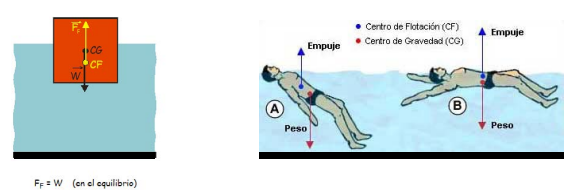 F_F
CG
CF
W
F_F = W (en el equilibrio)
Centro de Flotación (CF)
Centro de Gravedad (CG)
Empuje
Empuje
A
B
Peso
Peso